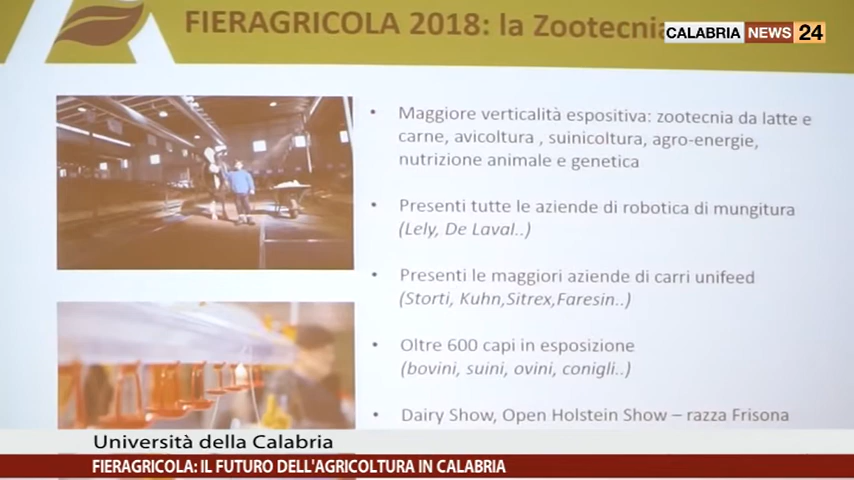 FIERAGRICOLA 2018: la Zootecnia
CALABRIA NEWS 24
• Maggiore verticalità espositiva: zootecnia da latte e
carne, avicoltura , suinicoltura, agro-energie,
nutrizione animale e genetica
• Presenti tutte le aziende di robotica di mungitura
(Lely, De Laval..)
• Presenti le maggiori aziende di carri unifeed
(Storti, Kuhn,Sitrex,Faresin..)
• Oltre 600 capi in esposizione
(bovini, suini, ovini, conigli..)
• Dairy Show, Open Holstein Show – razza Frisona
Università della Calabria
FIERAGRICOLA: IL FUTURO DELL'AGRICOLTURA IN CALABRIA